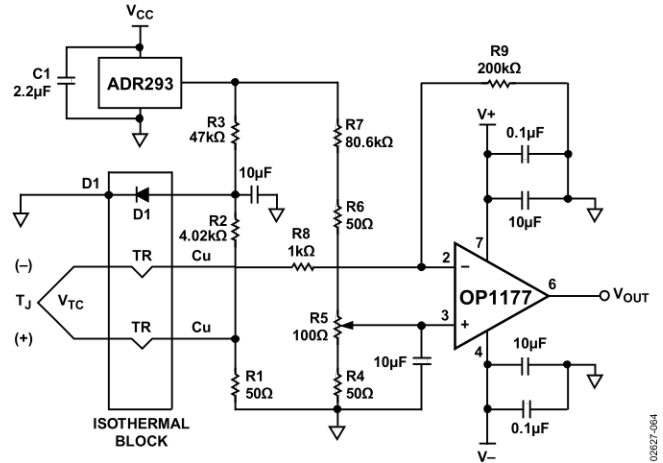 VCC
C1
2.2µF
ADR293
R9
200kΩ
R3
47kΩ
R7
80.6kΩ
V+
0.1µF
10µF
D1
D1
10µF
R2
4.02kΩ
R6
50Ω
R8
1kΩ
(–)
TR
Cu
TJ
VTC
(+)
TR
Cu
R5
100Ω
2
–
7
OP1177
6
VOUT
3
+
4
10µF
R1
50Ω
R4
50Ω
10µF
0.1µF
V–
ISOTHERMAL
BLOCK
02627-064